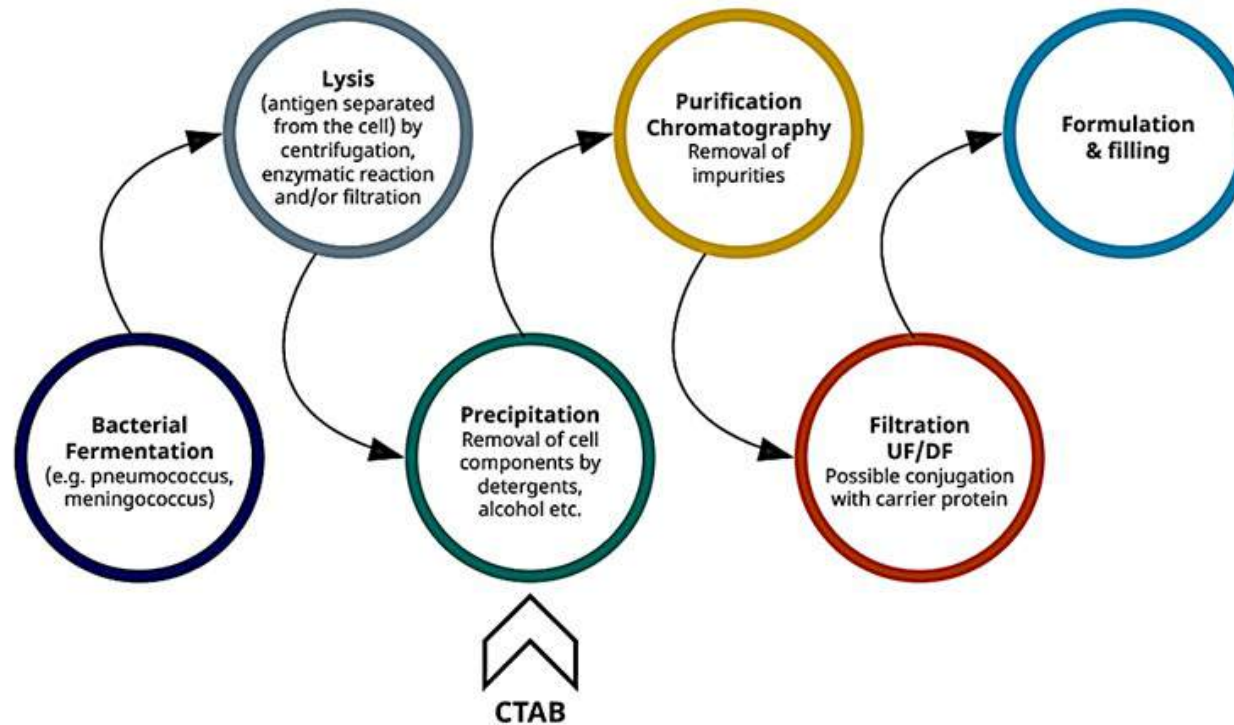 Bacterial
Fermentation
(e.g. pneumococcus,
meningococcus)
Lysis
(antigen separated
from the cell) by
centrifugation,
enzymatic reaction
and/or filtration
Precipitation
Removal of cell
components by
detergents,
alcohol etc.
CTAB
Purification
Chromatography
Removal of
impurities
Filtration
UF/DF
Possible conjugation
with carrier protein
Formulation
& filling